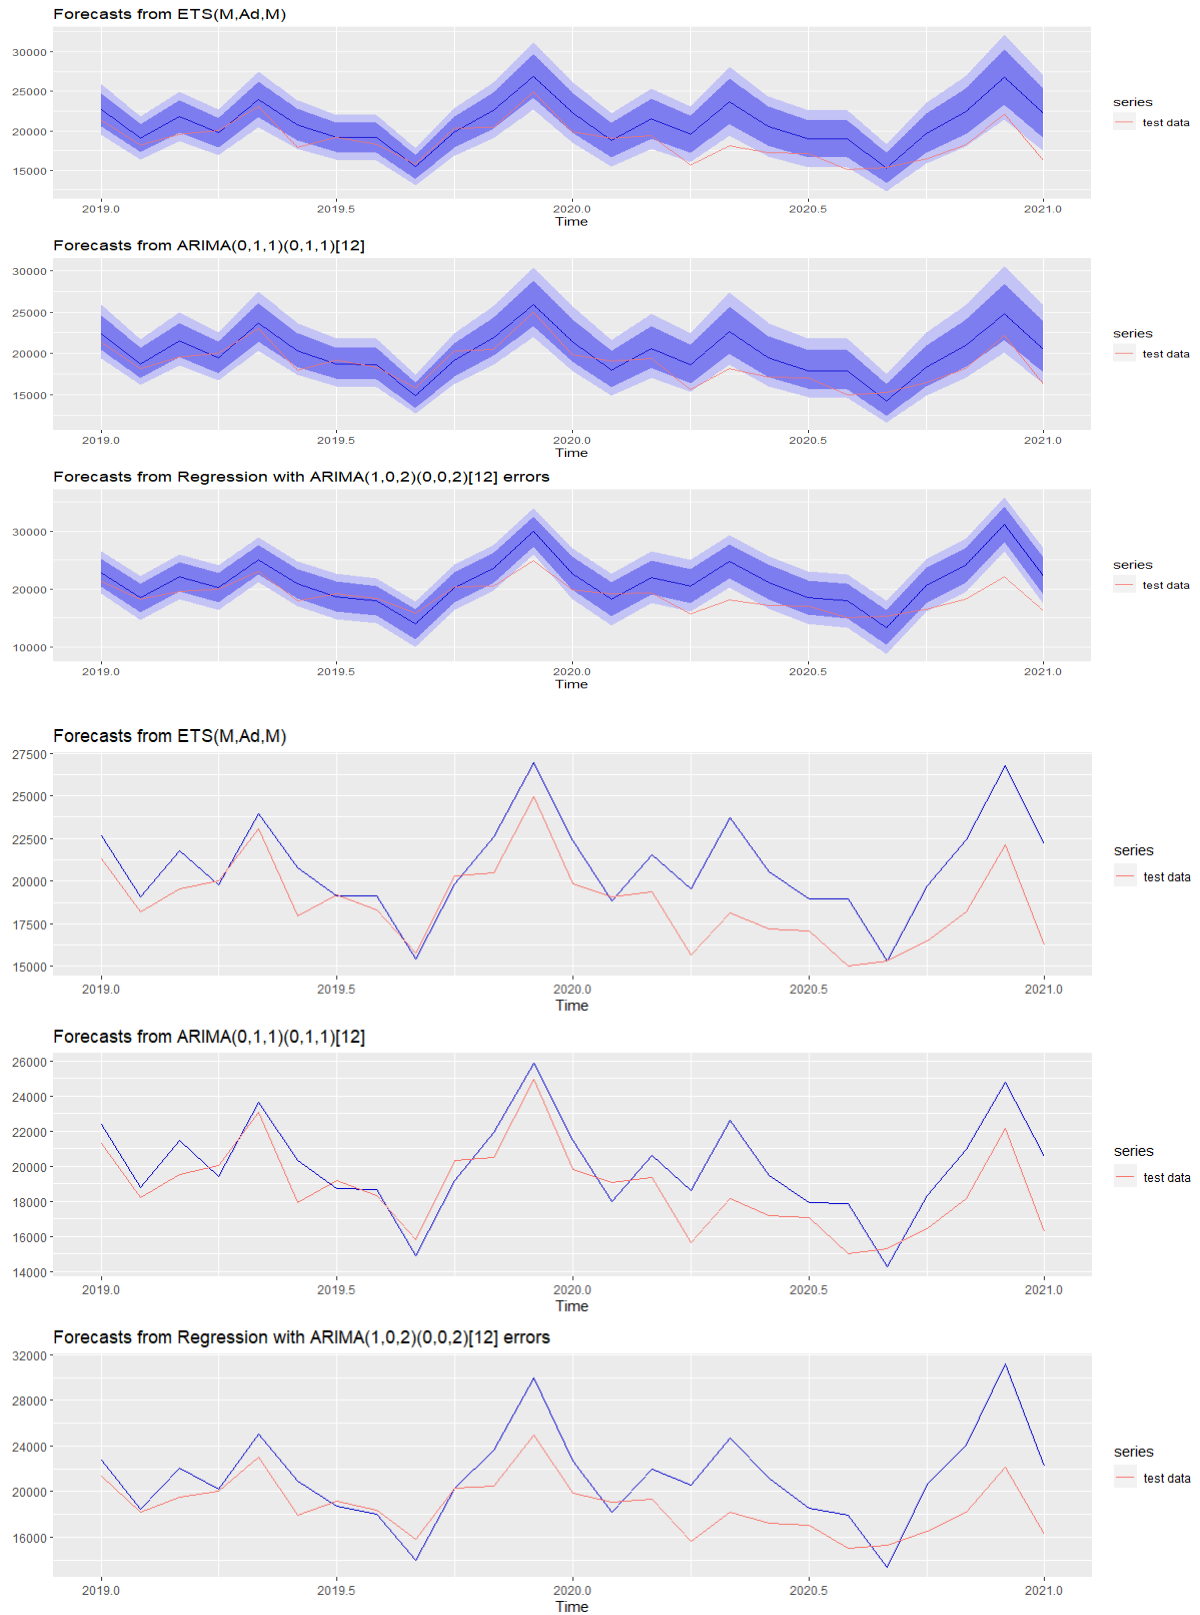 Forecasts from ETS(M,Ad,M)
30000
25000
20000
15000
2019.0 2019.5 2020.0 2020.5 2021.0
Time
series
test data
Forecasts from ARIMA(0,1,1)(0,1,1)[12]
30000
25000
20000
15000
2019.0 2019.5 2020.0 2020.5 2021.0
Time
series
test data
Forecasts from Regression with ARIMA(1,0,2)(0,0,2)[12] errors
30000
20000
10000
2019.0 2019.5 2020.0 2020.5 2021.0
Time
series
test data
Forecasts from ETS(M,Ad,M)
27500
25000
22500
20000
17500
15000
2019.0 2019.5 2020.0 2020.5 2021.0
Time
series
test data
Forecasts from ARIMA(0,1,1)(0,1,1)[12]
26000
24000
22000
20000
18000
16000
14000
2019.0 2019.5 2020.0 2020.5 2021.0
Time
series
test data
Forecasts from Regression with ARIMA(1,0,2)(0,0,2)[12] errors
32000
28000
24000
20000
16000
2019.0 2019.5 2020.0 2020.5 2021.0
Time
series
test data